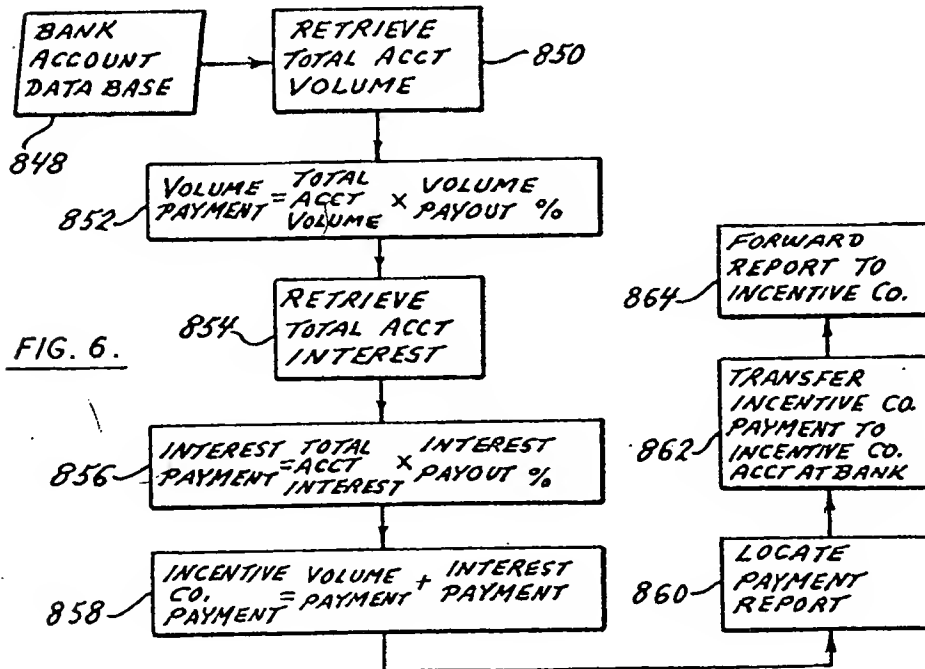 BANK
ACCOUNT
DATA BASE
848
RETRIEVE
TOTAL ACCT
VOLUME
850
VOLUME PAYMENT = TOTAL ACCT VOLUME × VOLUME PAYOUT %
852
RETRIEVE
TOTAL ACCT
INTEREST
854
FIG. 6.
INTEREST PAYMENT = TOTAL ACCT INTEREST × INTEREST PAYOUT %
856
INCENTIVE CO. PAYMENT = VOLUME PAYMENT + INTEREST PAYMENT
858
LOCATE
PAYMENT
REPORT
860
TRANSFER
INCENTIVE CO.
PAYMENT TO
INCENTIVE CO.
ACCT AT BANK
862
FORWARD
REPORT TO
INCENTIVE CO.
864